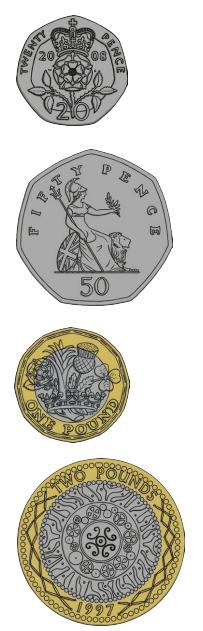 TWENTY PENCE
20 08
20
FIFTY PENCE
50
ONE POUND
TWO POUNDS
1997